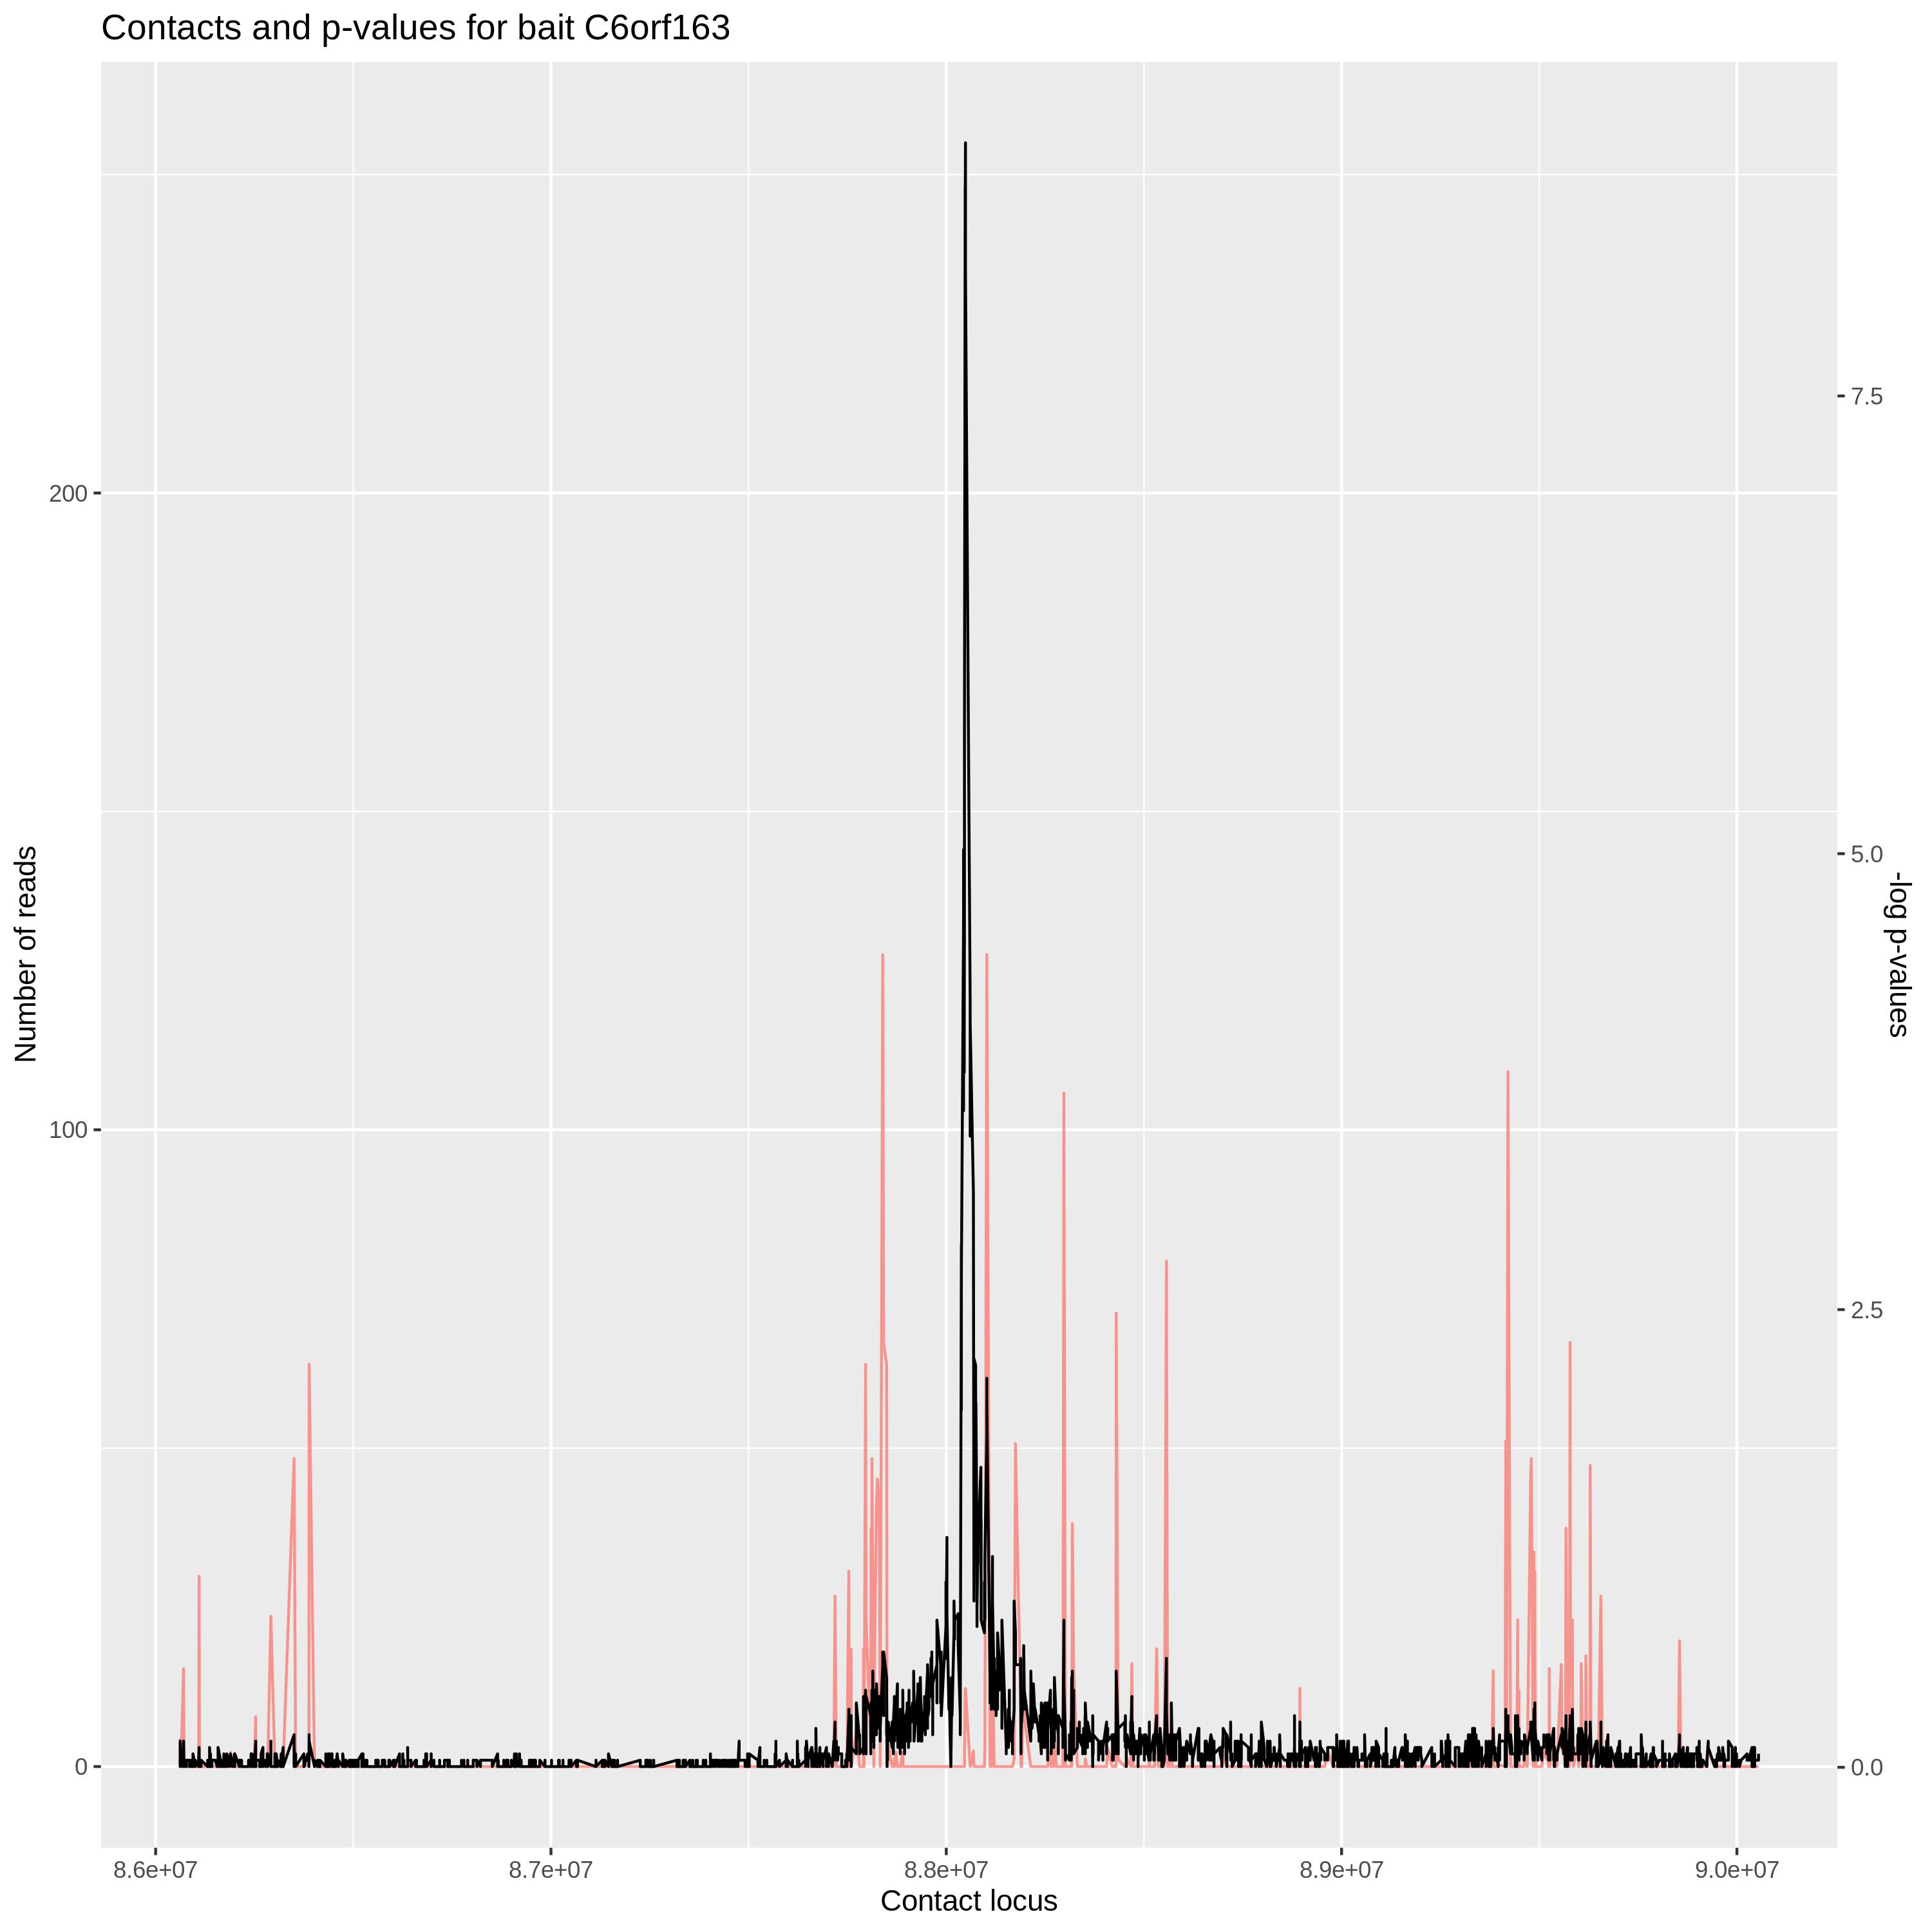 Contacts and p-values for bait C6orf163
Number of reads
200
100
0
7.5
5.0
2.5
0.0
-log p-values
8.6e+07
8.7e+07
8.8e+07
8.9e+07
9.0e+07
Contact locus